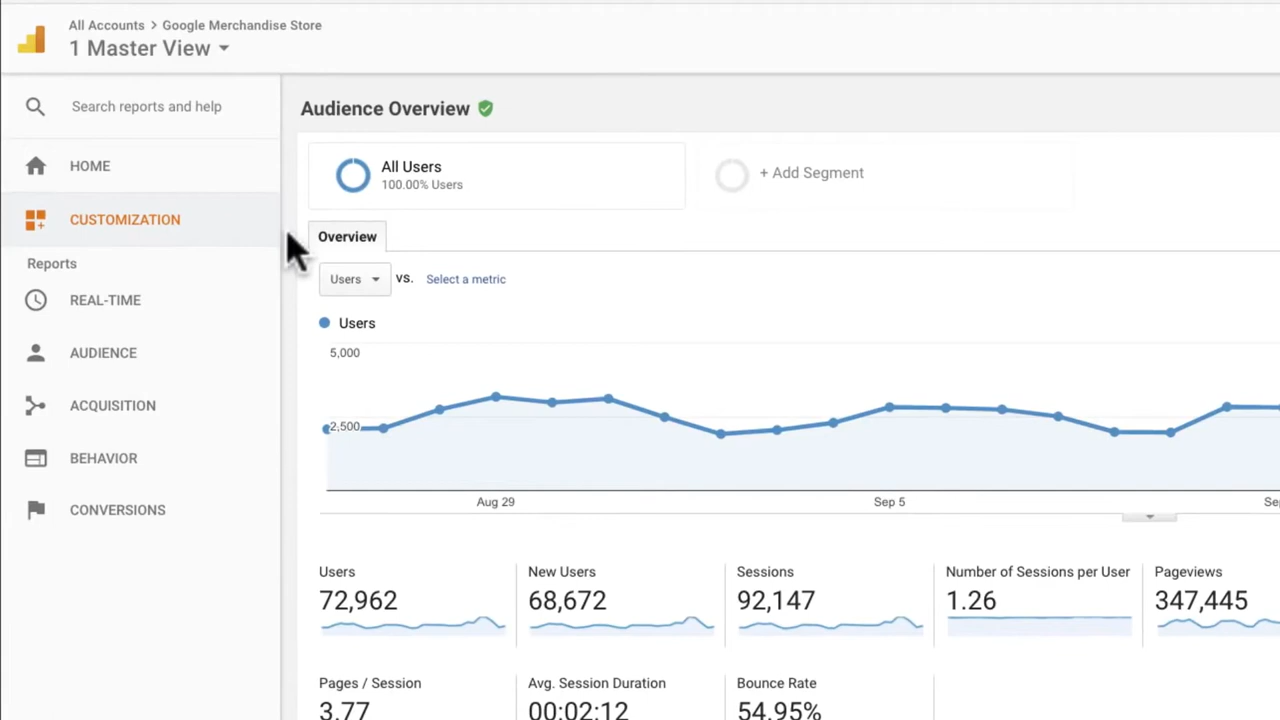 All Accounts > Google Merchandise Store
1 Master View
Search reports and help
HOME
CUSTOMIZATION
Reports
REAL-TIME
AUDIENCE
ACQUISITION
BEHAVIOR
CONVERSIONS
Audience Overview
All Users
100.00% Users
+ Add Segment
Overview
Users VS. Select a metric
Users
5,000
2,500
Aug 29 Sep 5
Users
72,962
New Users
68,672
Sessions
92,147
Number of Sessions per User
1.26
Pageviews
347,445
Pages / Session
3.77
Avg. Session Duration
00:02:12
Bounce Rate
54.95%